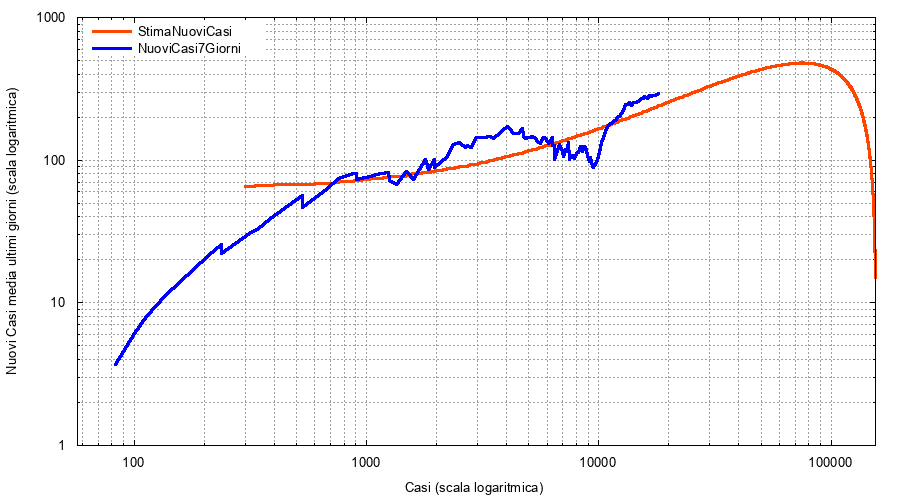 1000
StimaNuoviCasi
NuoviCasi7Giorni
100
10
1
100
1000
10000
100000
Nuovi Casi media ultimi giorni (scala logaritmica)
Casi (scala logaritmica)